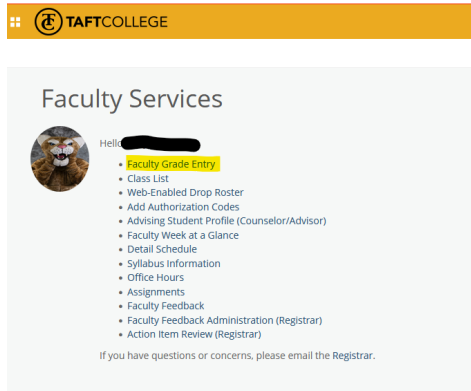 TC TAFTCOLLEGE
Faculty Services
Hello
Faculty Grade Entry
Class List
Web-Enabled Drop Roster
Add Authorization Codes
Advising Student Profile (Counselor/Advisor)
Faculty Week at a Glance
Detail Schedule
Syllabus Information
Office Hours
Assignments
Faculty Feedback
Faculty Feedback Administration (Registrar)
Action Item Review (Registrar)
If you have questions or concerns, please email the Registrar.